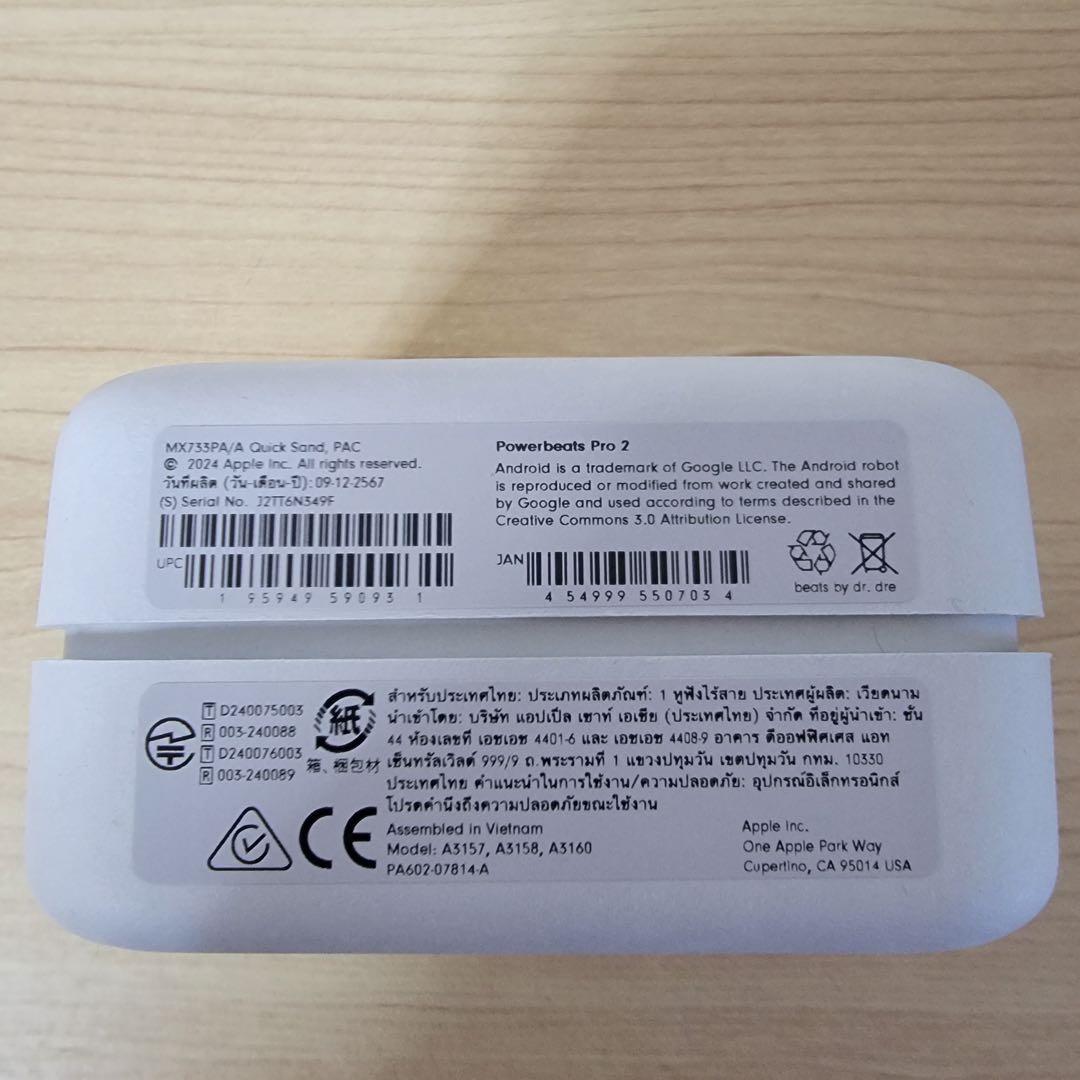 MX733PA/A Quick Sand, PAC
© 2024 Apple Inc. All rights reserved.
วันที่ผลิต (วัน-เดือน-ปี): 09-12-2567
(S) Serial No. J2TT6N349F
UPC
1 95949 59093 1
Powerbeats Pro 2
Android is a trademark of Google LLC. The Android robot
is reproduced or modified from work created and shared
by Google and used according to terms described in the
Creative Commons 3.0 Attribution License.
JAN
4 54999 550703 4
beats by dr. dre
T D240075003
R 003-240088
T D240076003
R 003-240089
紙
箱、梱包材
สำหรับประเทศไทย: ประเภทผลิตภัณฑ์: 1 หูฟังไร้สาย ประเทศผู้ผลิต: เวียดนาม
นำเข้าโดย: บริษัท แอปเปิล เซาท์ เอเชีย (ประเทศไทย) จำกัด ที่อยู่ผู้นำเข้า: ชั้น
44 ห้องเลขที่ เอชเอช 4401-6 และ เอชเอช 4408-9 อาคาร ดิออฟฟิศเศส แอท
เซ็นทรัลเวิลด์ 999/9 ถ.พระรามที่ 1 แขวงปทุมวัน เขตปทุมวัน กทม. 10330
ประเทศไทย คำแนะนำในการใช้งาน/ความปลอดภัย: อุปกรณ์อิเล็กทรอนิกส์
โปรดคำนึงถึงความปลอดภัยขณะใช้งาน
CE
Assembled in Vietnam
Model: A3157, A3158, A3160
PA602-07814-A
Apple Inc.
One Apple Park Way
Cupertino, CA 95014 USA